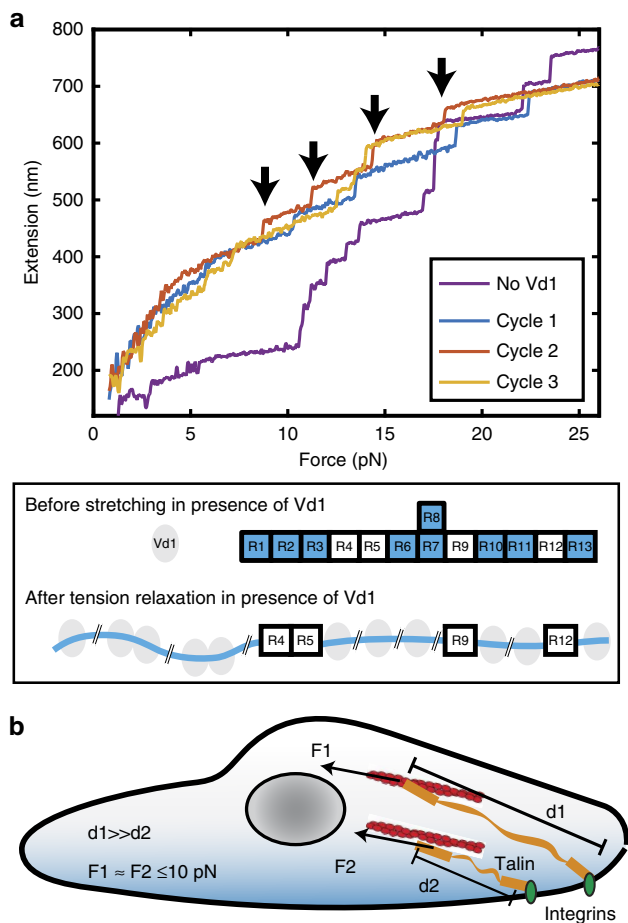 a
800
700
600
500
400
300
200
Extension (nm)
No Vd1
Cycle 1
Cycle 2
Cycle 3
0 5 10 15 20 25
Force (pN)
Before stretching in presence of Vd1
Vd1
R8
R1 R2 R3 R4 R5 R6 R7 R9 R10 R11 R12 R13
After tension relaxation in presence of Vd1
R4 R5 R9 R12
b
F1
d1
d1>>d2
F1 ≈ F2 ≤10 pN
F2
Talin
d2
Integrins